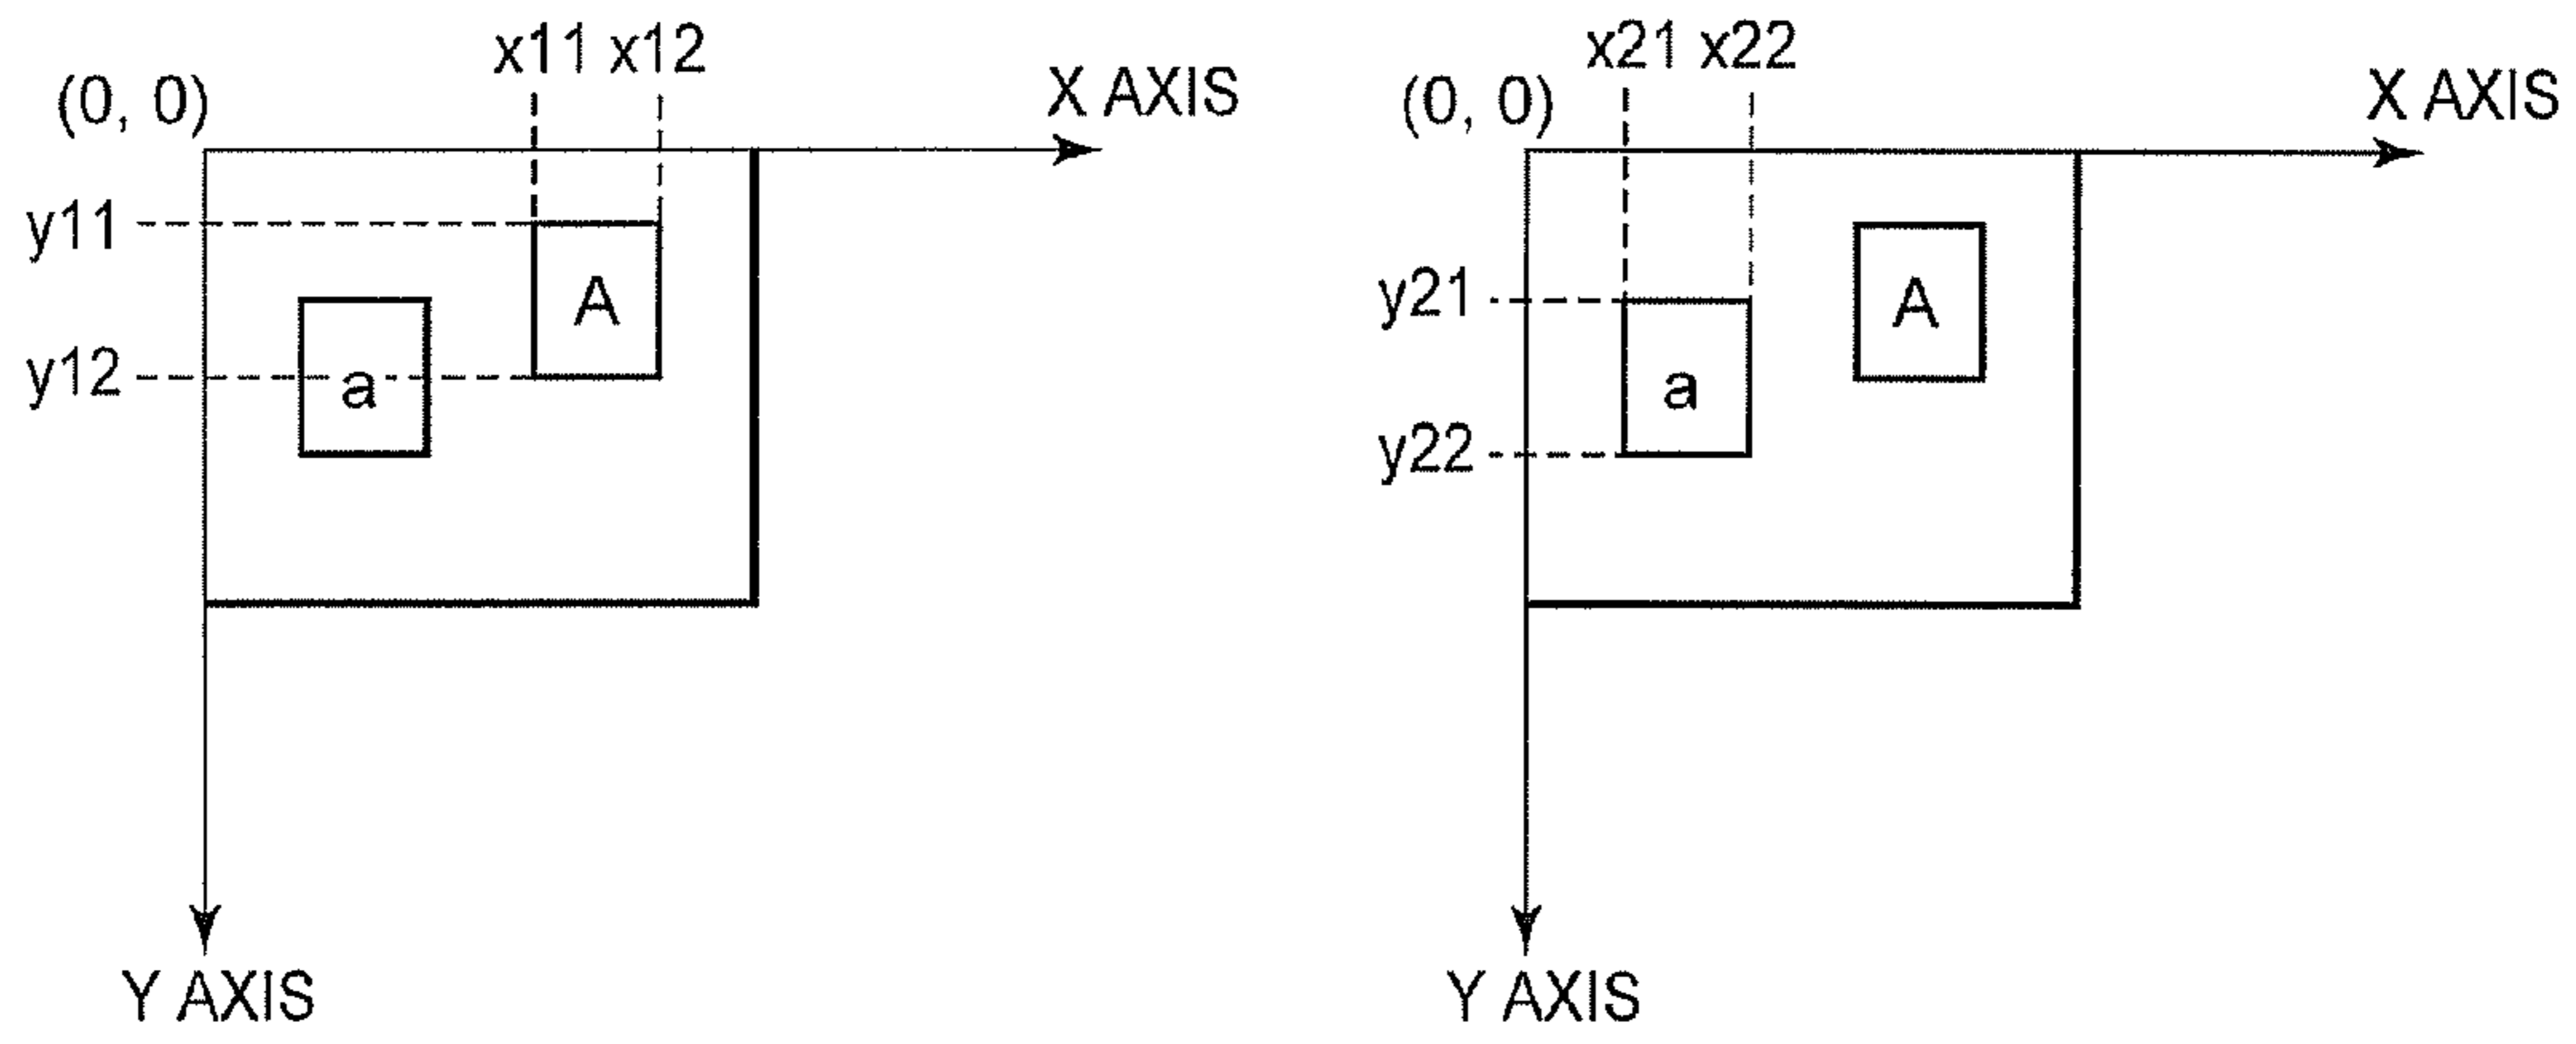 x11 x12
(0, 0)
X AXIS
y11
A
y12
a
Y AXIS
x21 x22
(0, 0)
X AXIS
y21
A
a
y22
Y AXIS